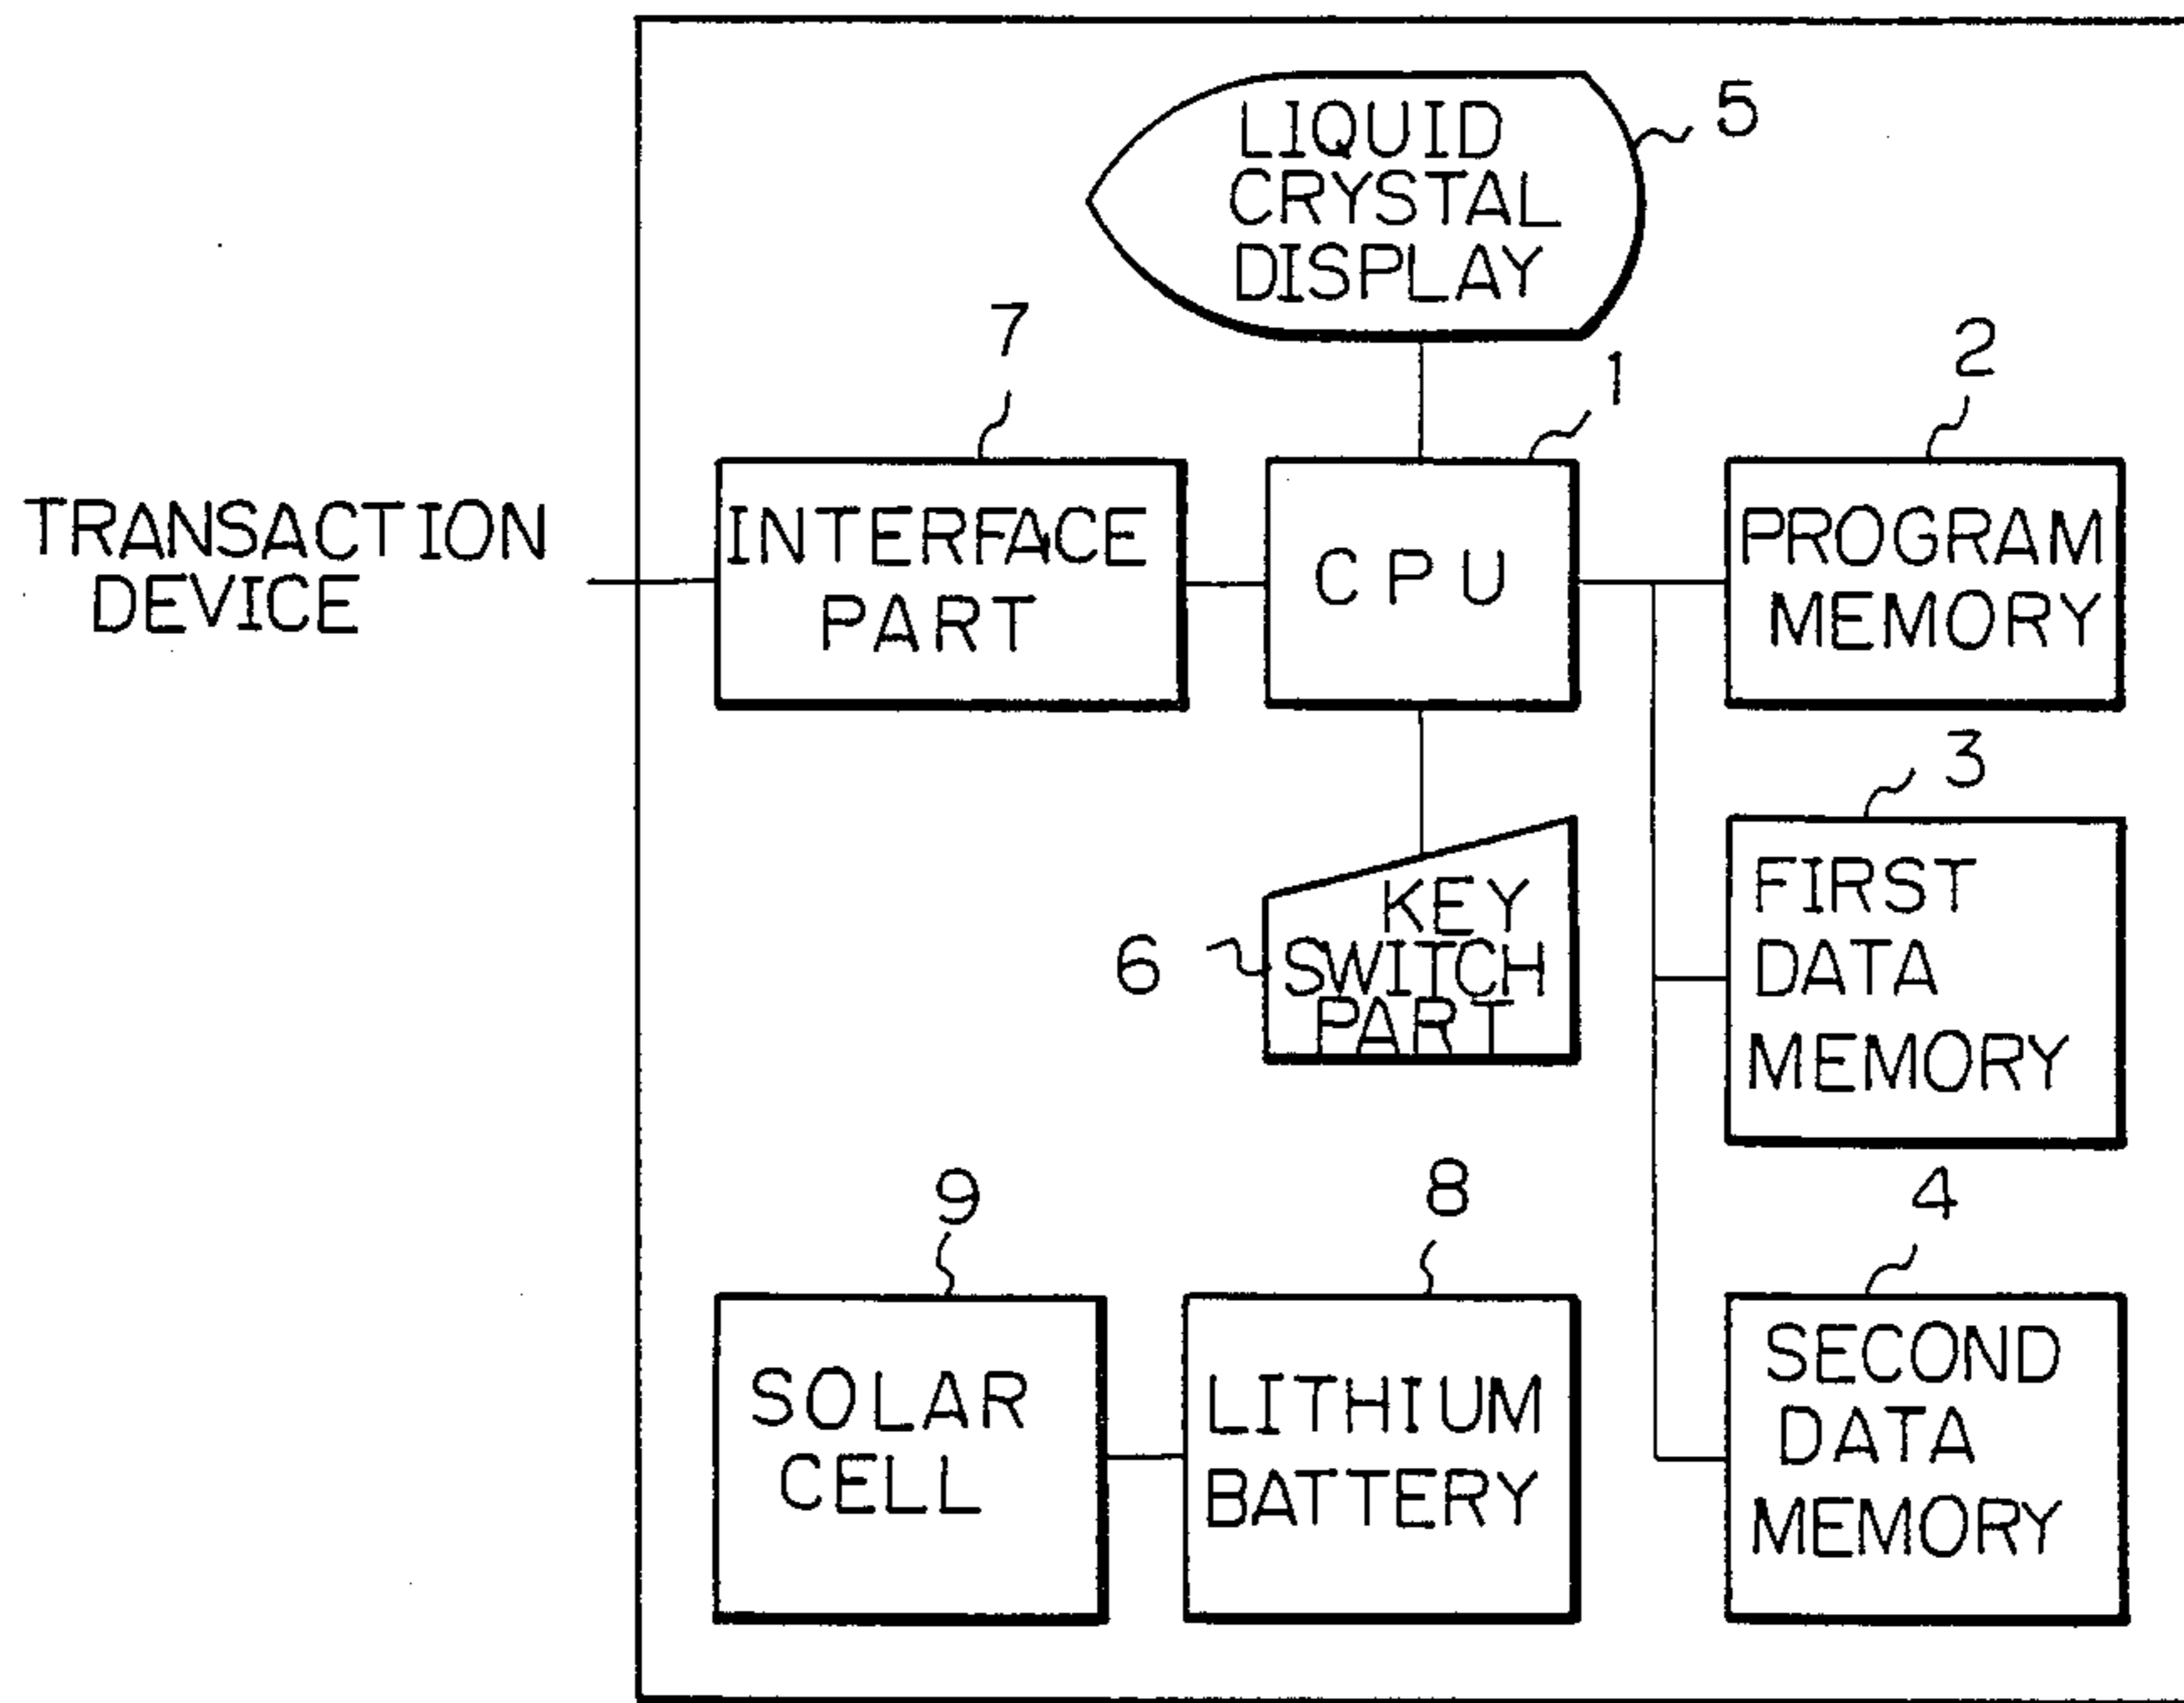 LIQUID
CRYSTAL
DISPLAY
5
7
1
2
TRANSACTION
DEVICE
INTERFACE
PART
C P U
PROGRAM
MEMORY
3
KEY
SWITCH
PART
6
FIRST
DATA
MEMORY
9
8
4
SOLAR
CELL
LITHIUM
BATTERY
SECOND
DATA
MEMORY